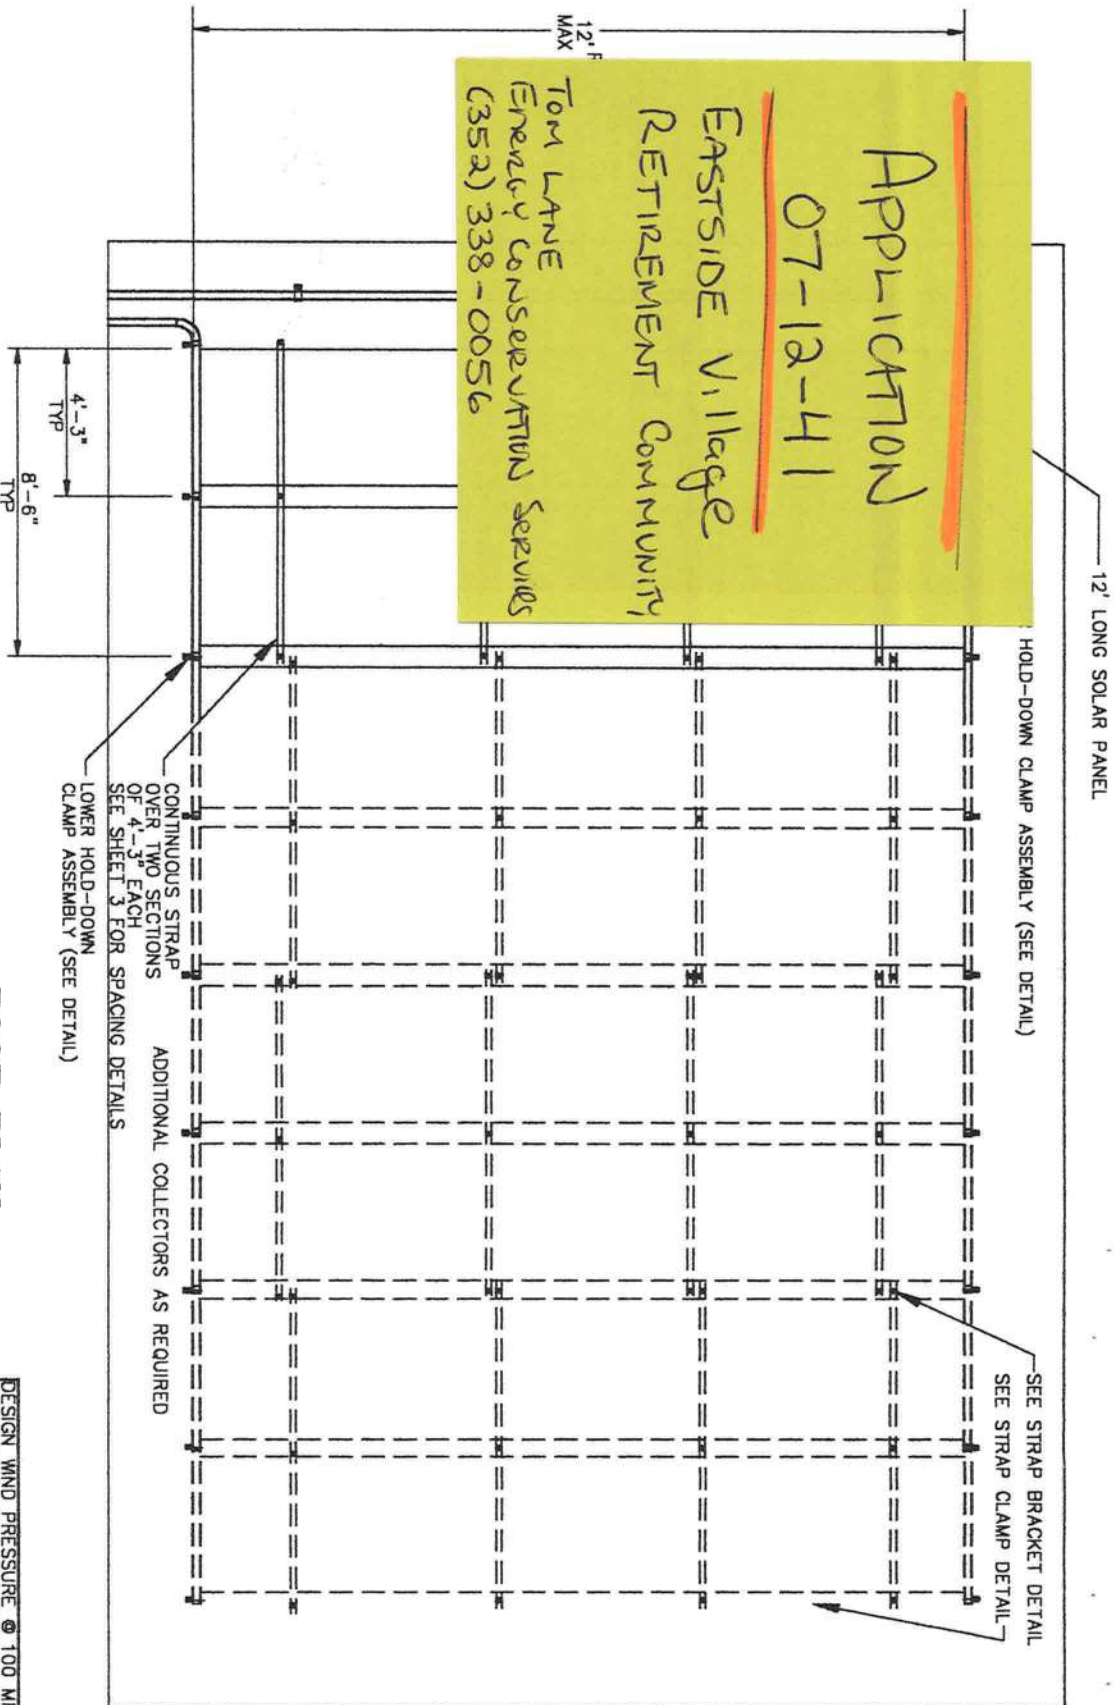 12' LONG SOLAR PANEL
HOLD-DOWN CLAMP ASSEMBLY (SEE DETAIL)
SEE STRAP BRACKET DETAIL
SEE STRAP CLAMP DETAIL
APPLICATION
07-12-41
EASTSIDE Village
RETIREMENT COMMUNITY
TOM LANE
ENERGY CONSERVATION SERVICES
(352) 338-0056
12'
MAX
4'-3"
TYP
8'-6"
TYP
CONTINUOUS STRAP
OVER TWO SECTIONS
OF 4'-3" EACH
SEE SHEET 3 FOR SPACING DETAILS
LOWER HOLD-DOWN
CLAMP ASSEMBLY (SEE DETAIL)
ADDITIONAL COLLECTORS AS REQUIRED
DESIGN WIND PRESSURE @ 100